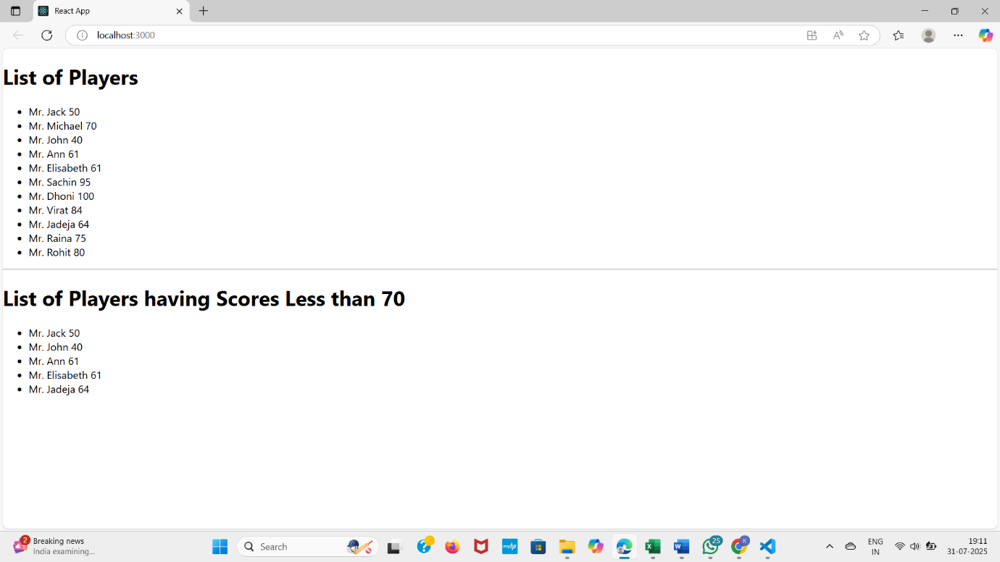 React App
localhost:3000
List of Players
Mr. Jack 50
Mr. Michael 70
Mr. John 40
Mr. Ann 61
Mr. Elisabeth 61
Mr. Sachin 95
Mr. Dhoni 100
Mr. Virat 84
Mr. Jadeja 64
Mr. Raina 75
Mr. Rohit 80
List of Players having Scores Less than 70
Mr. Jack 50
Mr. John 40
Mr. Ann 61
Mr. Elisabeth 61
Mr. Jadeja 64
2
Breaking news
India examining...
Search
myhp
25
K
ENG
IN
19:11
31-07-2025